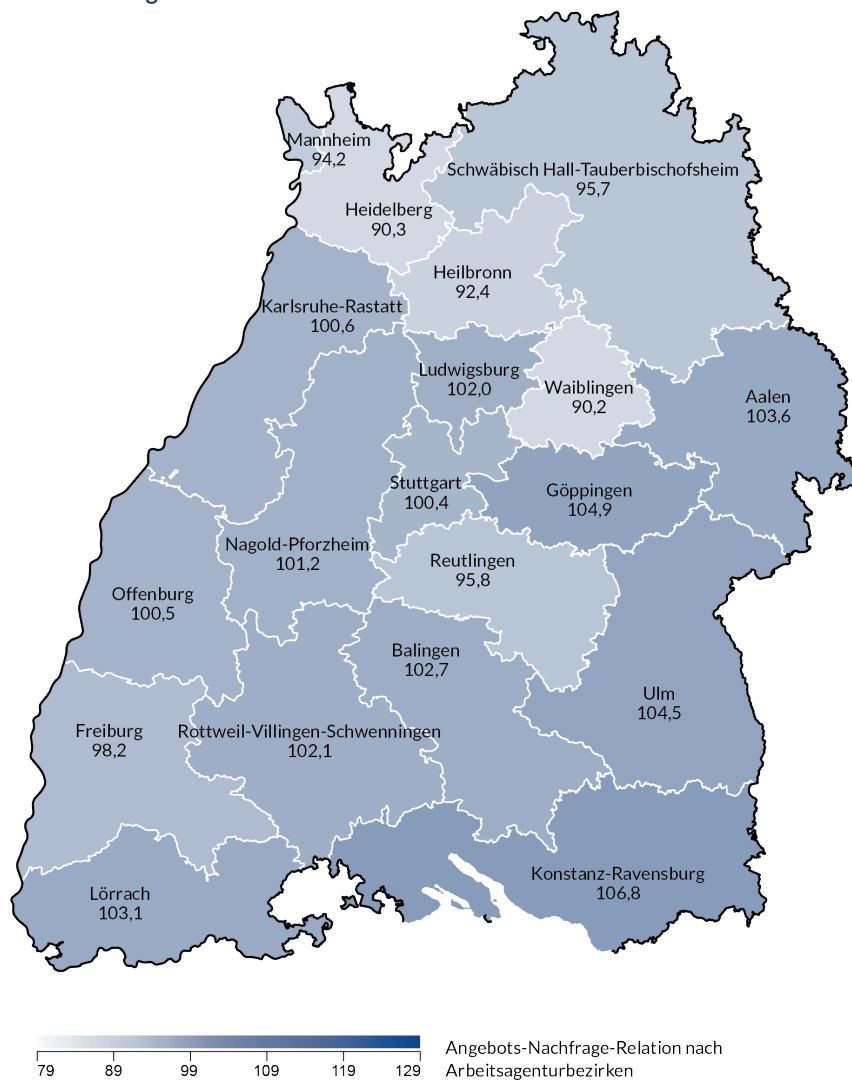 Mannheim
94,2
Schwäbisch Hall-Tauberbischofsheim
95,7
Heidelberg
90,3
Heilbronn
92,4
Karlsruhe-Rastatt
100,6
Ludwigsburg
102,0
Waiblingen
90,2
Aalen
103,6
Stuttgart
100,4
Göppingen
104,9
Nagold-Pforzheim
101,2
Reutlingen
95,8
Offenburg
100,5
Balingen
102,7
Ulm
104,5
Freiburg
98,2
Rottweil-Villingen-Schwenningen
102,1
Konstanz-Ravensburg
106,8
Lörrach
103,1
79 89 99 109 119 129
Angebots-Nachfrage-Relation nach
Arbeitsagenturbezirken